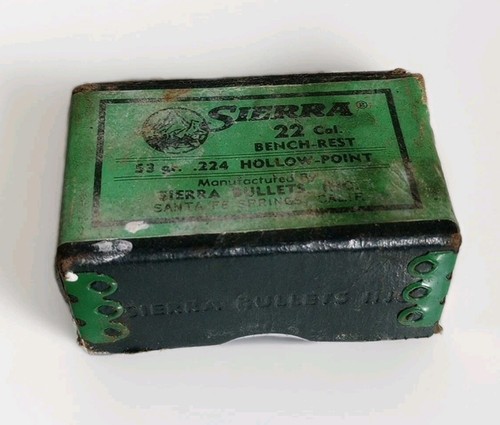 SIERRA®
22 Cal.
BENCH-REST
53 gr. .224 HOLLOW-POINT
Manufactured By
SIERRA BULLETS, INC.
SANTA FE SPRINGS, CALIF.
SIERRA BULLETS INC